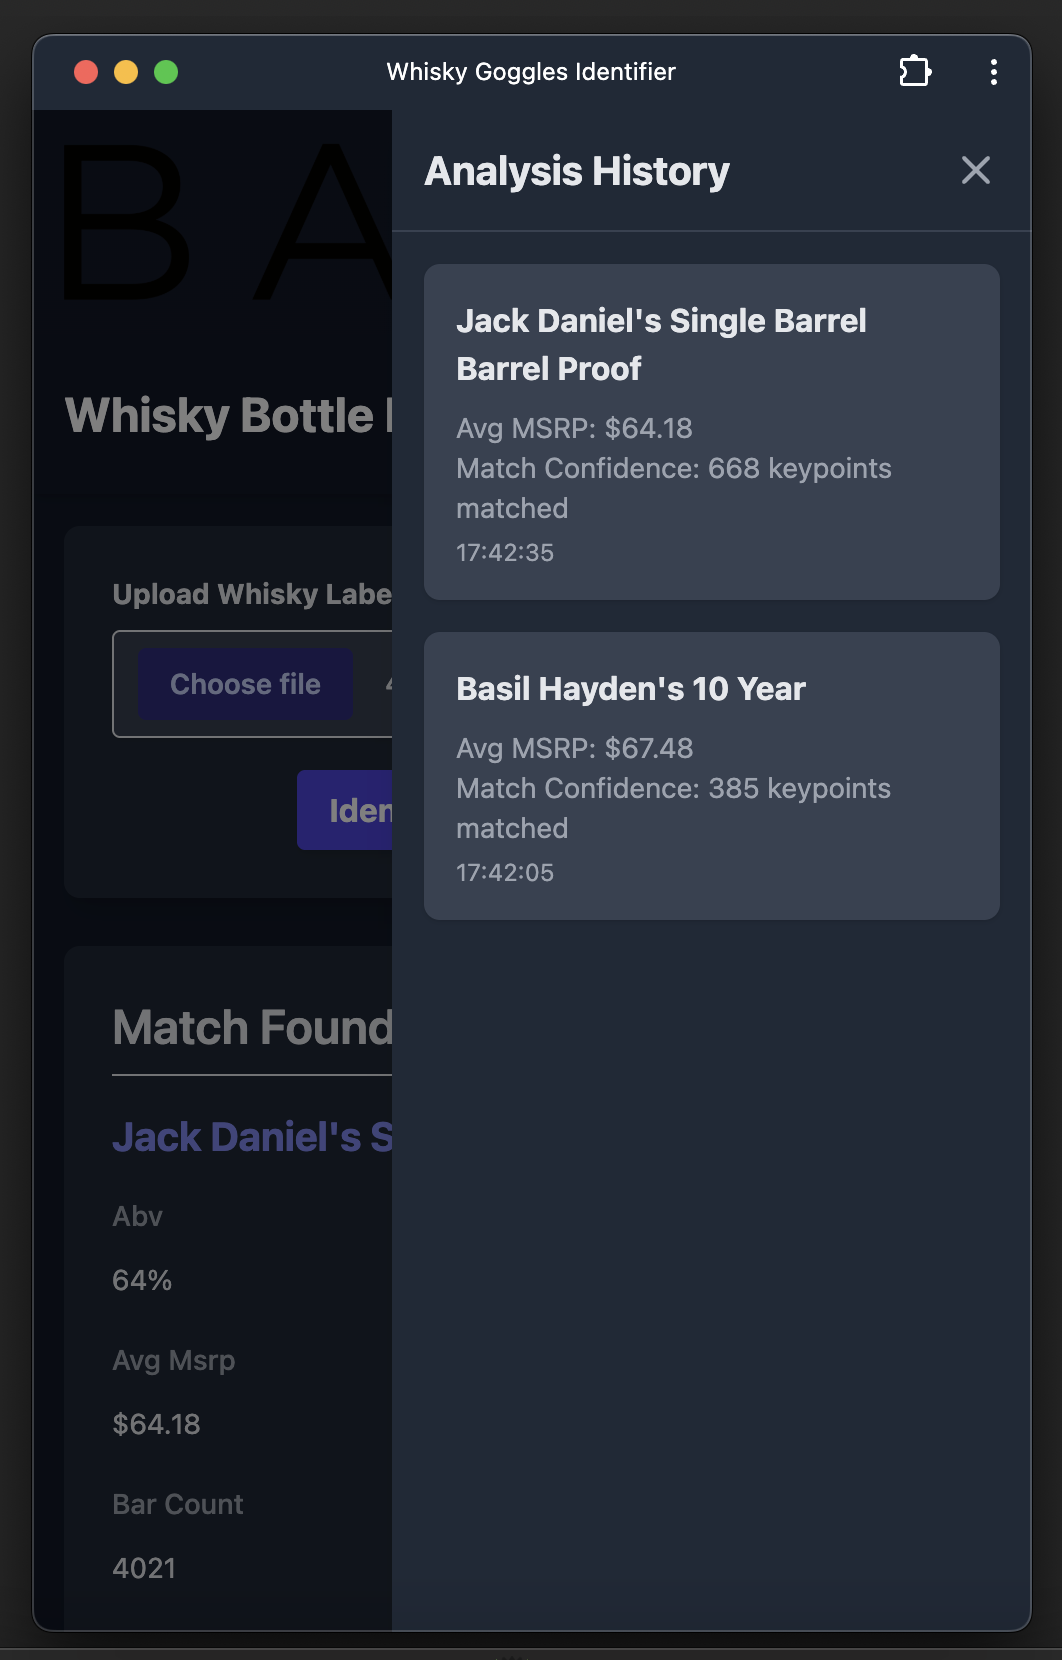 Whisky Goggles Identifier
B A
Whisky Bottle
Upload Whisky Labe
Choose file
Iden
Match Found
Jack Daniel's S
Abv
64%
Avg Msrp
$64.18
Bar Count
4021
Analysis History
Jack Daniel's Single Barrel
Barrel Proof
Avg MSRP: $64.18
Match Confidence: 668 keypoints
matched
17:42:35
Basil Hayden's 10 Year
Avg MSRP: $67.48
Match Confidence: 385 keypoints
matched
17:42:05